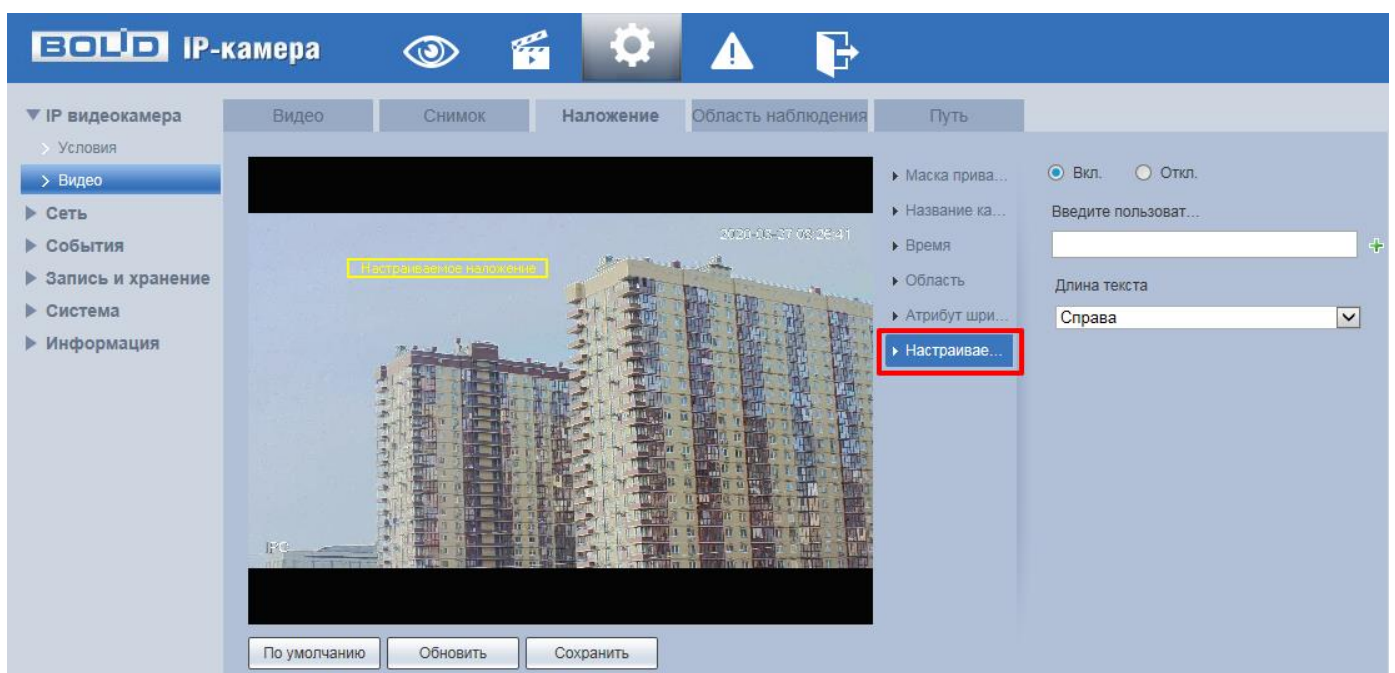 BOLID IP-камера
IP видеокамера
Условия
Видео
Сеть
События
Запись и хранение
Система
Информация
Видео
Снимок
Наложение
Область наблюдения
Путь
Настраиваемое наложение
IPC
По умолчанию
Обновить
Сохранить
Маска прива...
Название ка...
Время
Область
Атрибут шри...
Настраивае...
Вкл.
Откл.
Введите пользоват...
Длина текста
Справа